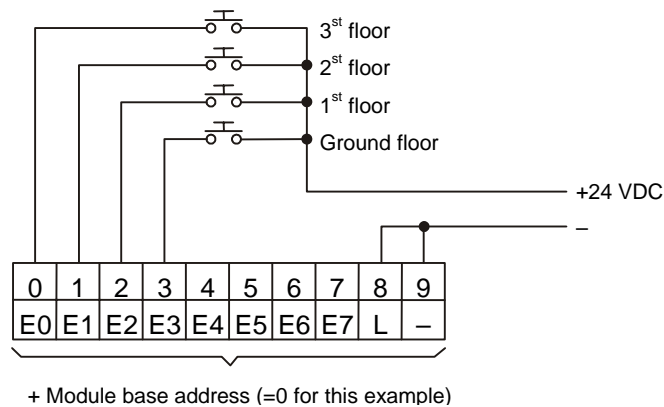 3st floor
2st floor
1st floor
Ground floor
+24 VDC
–
0 1 2 3 4 5 6 7 8 9
E0 E1 E2 E3 E4 E5 E6 E7 L –
+ Module base address (=0 for this example)